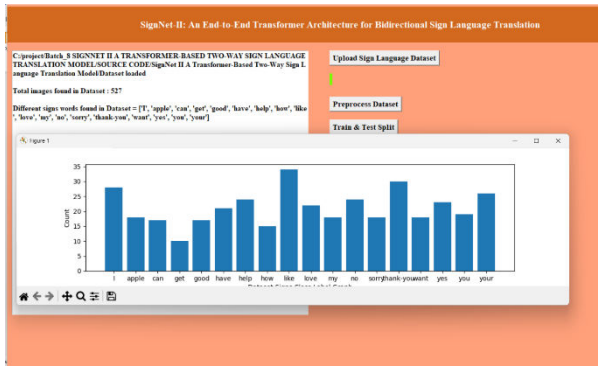 SignNet-II: An End-to-End Transformer Architecture for Bidirectional Sign Language Translation
C:/project/Batch_8 SIGNNET II A TRANSFORMER-BASED TWO-WAY SIGN LANGUAGE
TRANSLATION MODEL/SOURCE CODE/SignNet II A Transformer-Based Two-Way Sign L
anguage Translation Model/Dataset loaded
Total images found in Dataset : 527
Different signs words found in Dataset = ['I', 'apple', 'can', 'get', 'good', 'have', 'help', 'how', 'like
', 'love', 'my', 'no', 'sorry', 'thank-you', 'want', 'yes', 'you', 'your']
Upload Sign Language Dataset
Preprocess Dataset
Train & Test Split
Figure 1
35
30
25
20
15
10
5
0
Count
I apple can get good have help how like love my no sorry thank-you want yes you your